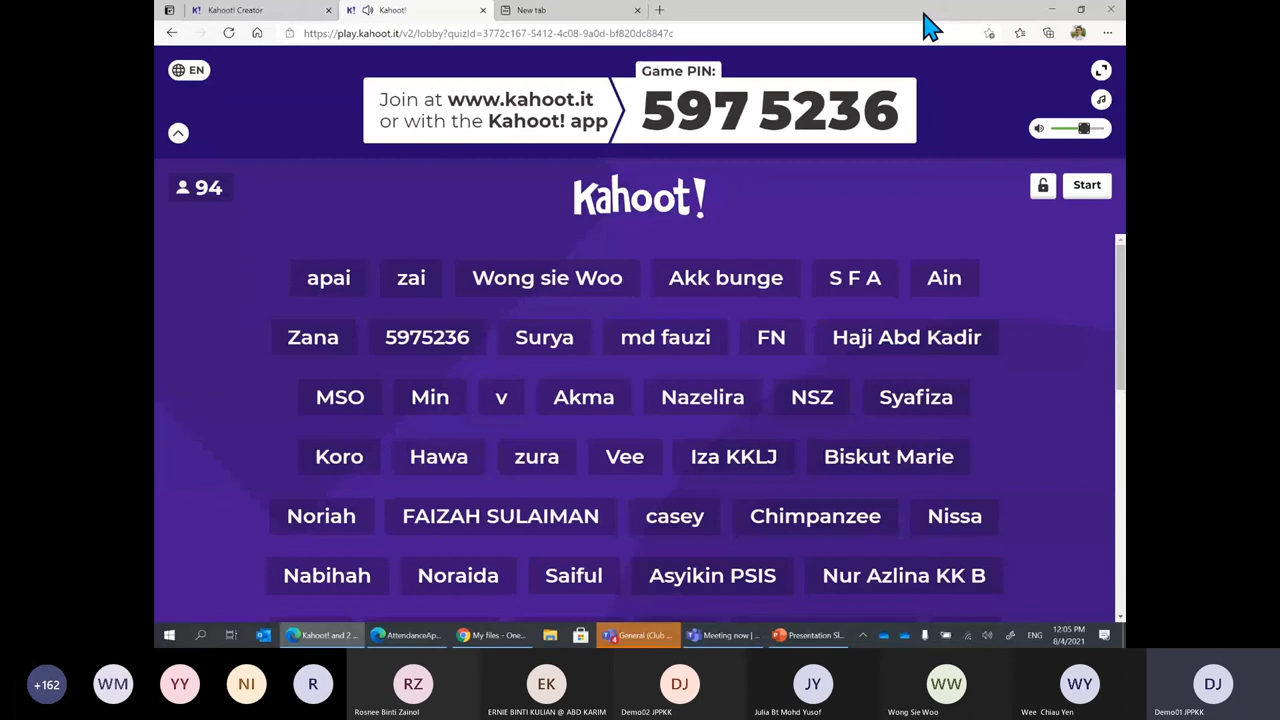 Kahoot! Creator
Kahoot!
New tab
https://play.kahoot.it/v2/lobby?quizId=3772c167-5412-4c08-9a0d-bf820dc8847c
EN
Join at www.kahoot.it
or with the Kahoot! app
Game PIN:
597 5236
94
Kahoot!
Start
apai zai Wong sie Woo Akk bunge S F A Ain
Zana 5975236 Surya md fauzi FN Haji Abd Kadir
MSO Min v Akma Nazelira NSZ Syafiza
Koro Hawa zura Vee Iza KKLJ Biskut Marie
Noriah FAIZAH SULAIMAN casey Chimpanzee Nissa
Nabihah Noraida Saiful Asyikin PSIS Nur Azlina KK B
Kahoot! and 2 ... AttendanceAp... My files - One... General (Club ... Meeting now | ... Presentation Sl... ENG 12:05 PM
8/4/2021
+162 WM YY NI R RZ EK DJ JY WW WY DJ
Rosnee Binti Zainol ERNIE BINTI KULIAN @ ABD KARIM Demo02 JPPKK Julia Bt Mohd Yusof Wong Sie Woo Wee Chiau Yen Demo01 JPPKK